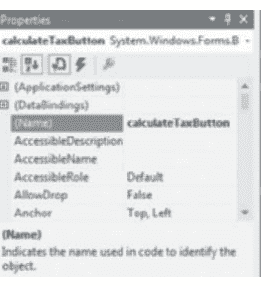 Properties
calculateTaxButton System.Windows.Forms.B
(ApplicationSettings)
(DataBindings)
(Name) calculateTaxButton
AccessibleDescription
AccessibleName
AccessibleRole Default
AllowDrop False
Anchor Top, Left
(Name)
Indicates the name used in code to identify the
object.